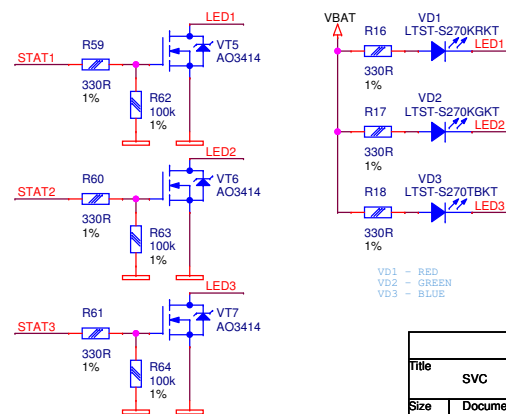 LED1
R59
STAT1
330R
1%
VT5
AO3414
R62
100k
1%
LED2
R60
STAT2
330R
1%
VT6
AO3414
R63
100k
1%
LED3
R61
STAT3
330R
1%
VT7
AO3414
R64
100k
1%
VBAT
R16
330R
1%
VD1
LTST-S270KRKT
LED1
R17
330R
1%
VD2
LTST-S270KGKT
LED2
R18
330R
1%
VD3
LTST-S270TBKT
LED3
VD1 - RED
VD2 - GREEN
VD3 - BLUE
Title
SVC
Size Docume